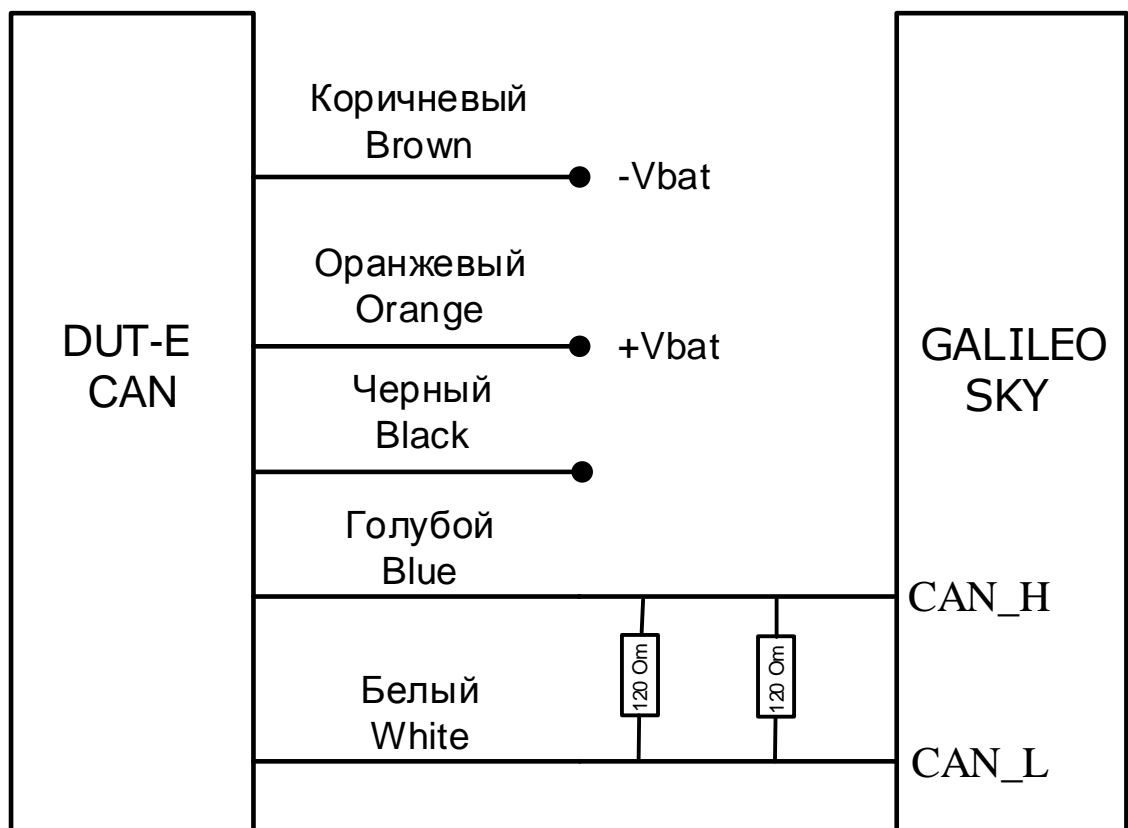 Коричневый
Brown
-Vbat
Оранжевый
Orange
+Vbat
DUT-E
CAN
GALILEO
SKY
Черный
Black
Голубой
Blue
CAN_H
120 Om
120 Om
Белый
White
CAN_L